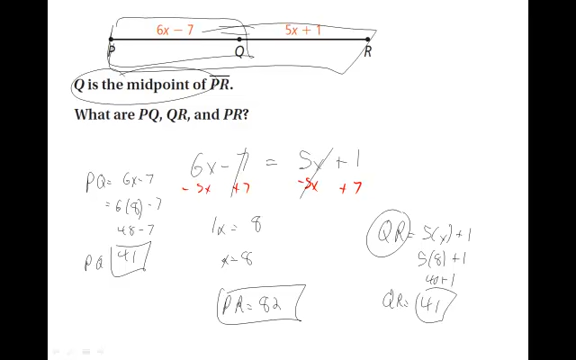 6x − 7 5x + 1
P Q R
Q is the midpoint of PR.
What are PQ, QR, and PR?
6x - 7 = 5x + 1
- 5x +7 -5x +7
1x = 8
x = 8
PR = 82
PQ = 6x - 7
= 6(8) - 7
48 - 7
PQ 41
QR = 5(x) + 1
5(8) + 1
40 + 1
QR = 41